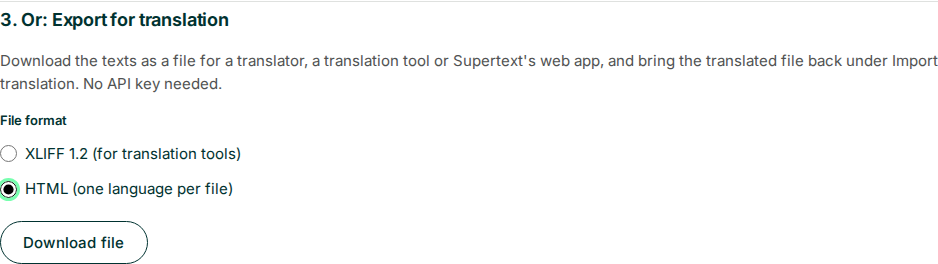 3. Or: Export for translation
Download the texts as a file for a translator, a translation tool or Supertext's web app, and bring the translated file back under Import
translation. No API key needed.
File format
XLIFF 1.2 (for translation tools)
HTML (one language per file)
Download file